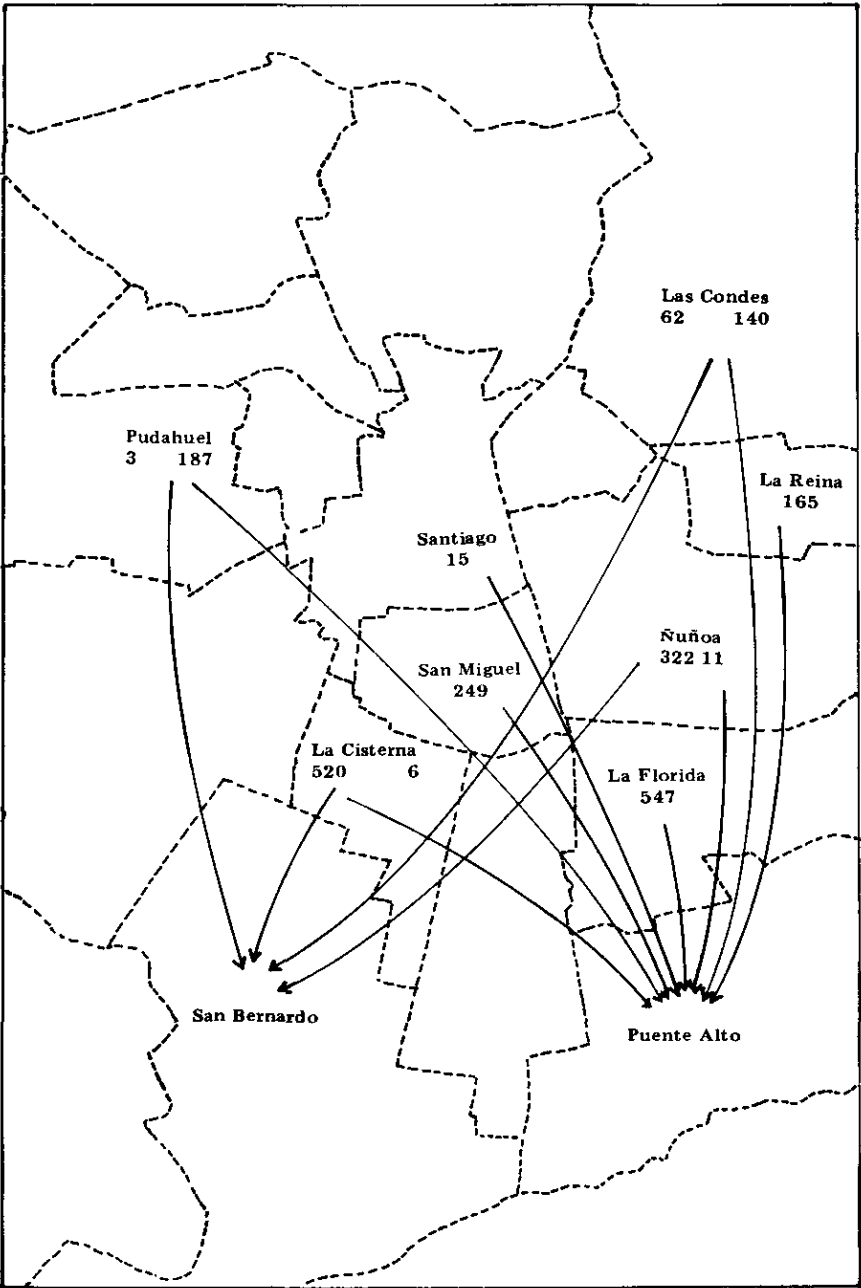 Las Condes
62 140
Pudahuel
3 187
La Reina
165
Santiago
15
Ñuñoa
322 11
San Miguel
249
La Cisterna
520 6
La Florida
547
San Bernardo
Puente Alto